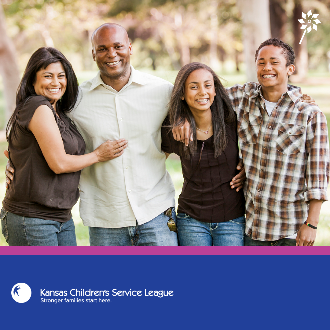 Kansas Children's Service League
Stronger families start here.